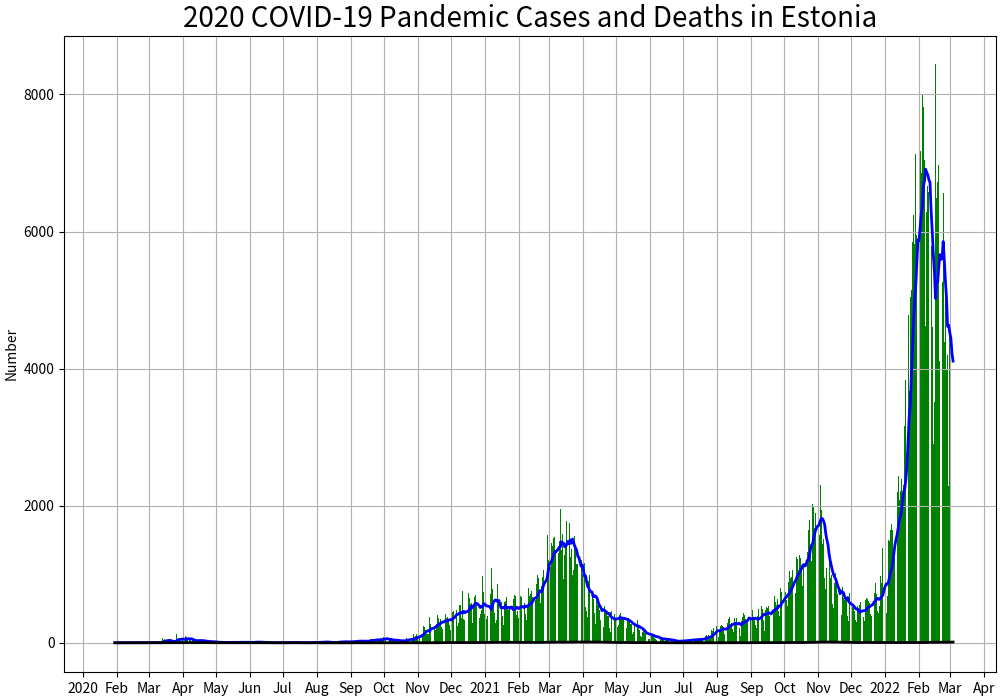 2020 COVID-19 Pandemic Cases and Deaths in Estonia
8000
6000
4000
2000
0
Number
2020 Feb Mar Apr May Jun Jul Aug Sep Oct Nov Dec 2021 Feb Mar Apr May Jun Jul Aug Sep Oct Nov Dec 2022 Feb Mar Apr